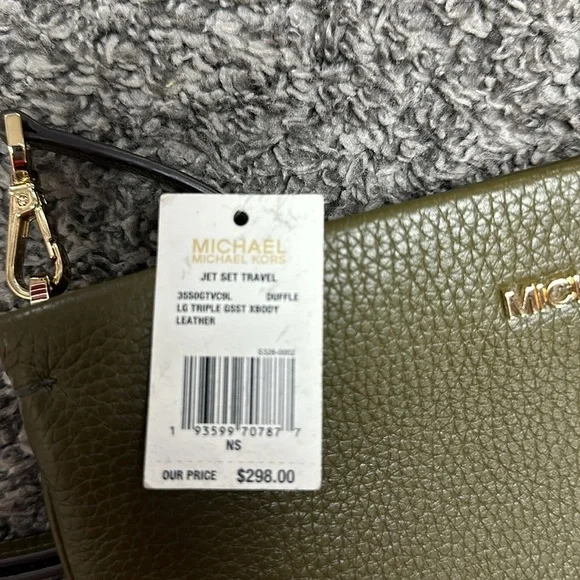 MICHAEL
MICHAEL KORS
JET SET TRAVEL
35S0GTVC9L DUFFLE
LG TRIPLE GSST XBODY
LEATHER
1 93599 70787 7
NS
OUR PRICE $298.00
MICH